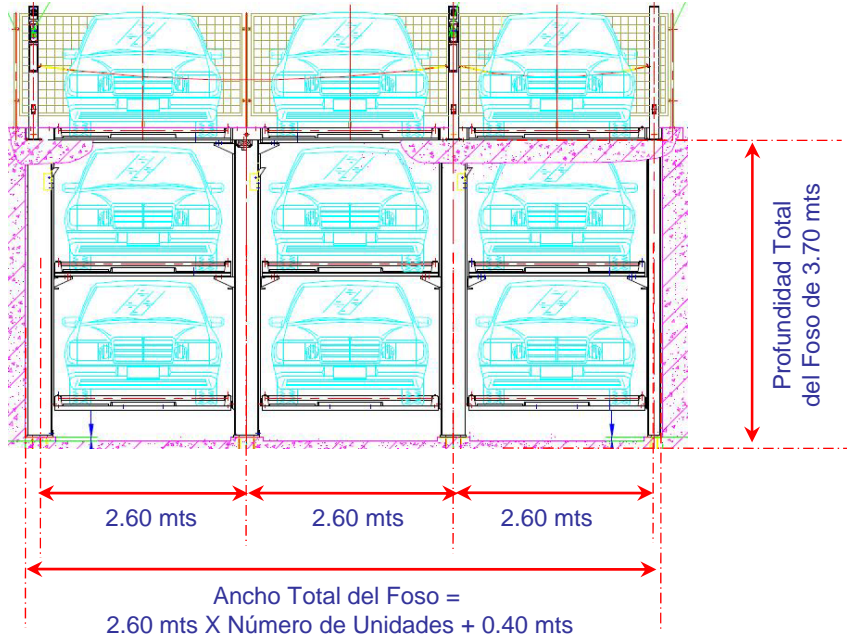 Profundidad Total
del Foso de 3.70 mts
2.60 mts
2.60 mts
2.60 mts
Ancho Total del Foso =
2.60 mts X Número de Unidades + 0.40 mts